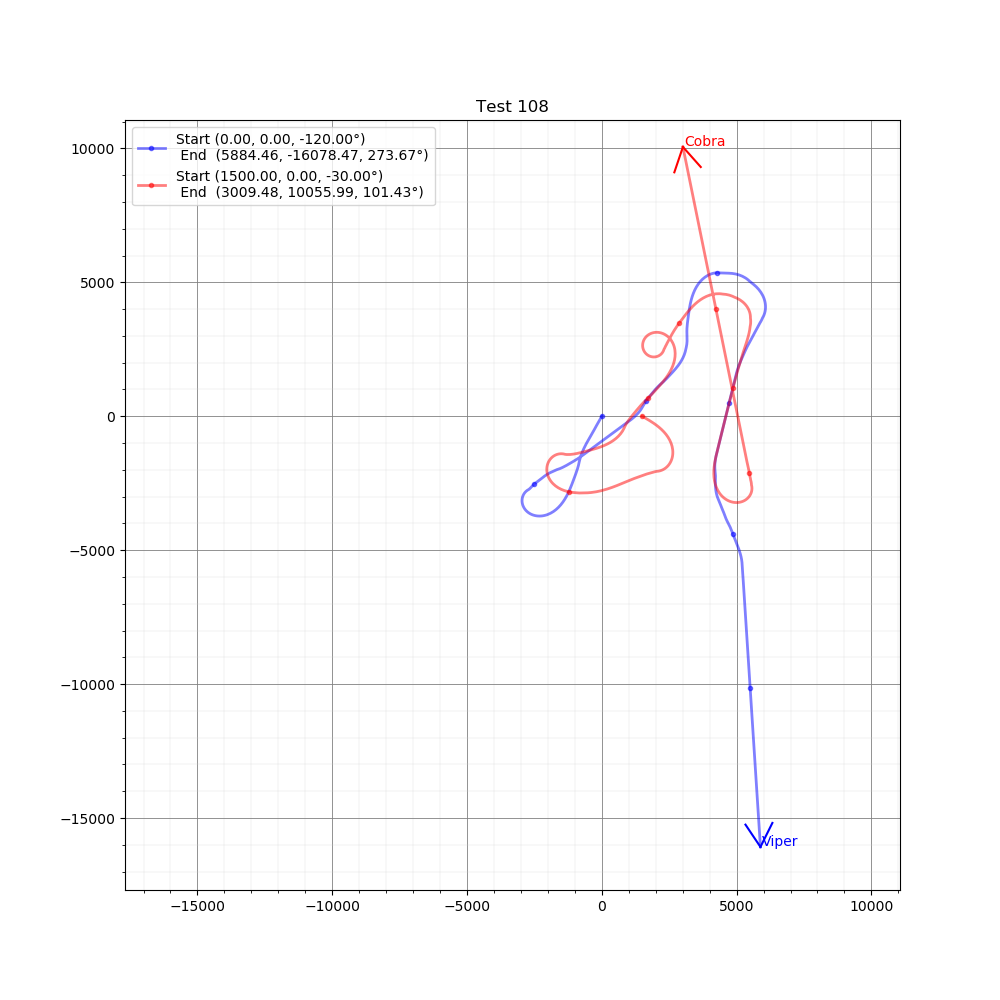 Test 108
Start (0.00, 0.00, -120.00°)
End (5884.46, -16078.47, 273.67°)
Start (1500.00, 0.00, -30.00°)
End (3009.48, 10055.99, 101.43°)
Cobra
Viper
10000
5000
0
−5000
−10000
−15000
−15000 −10000 −5000 0 5000 10000